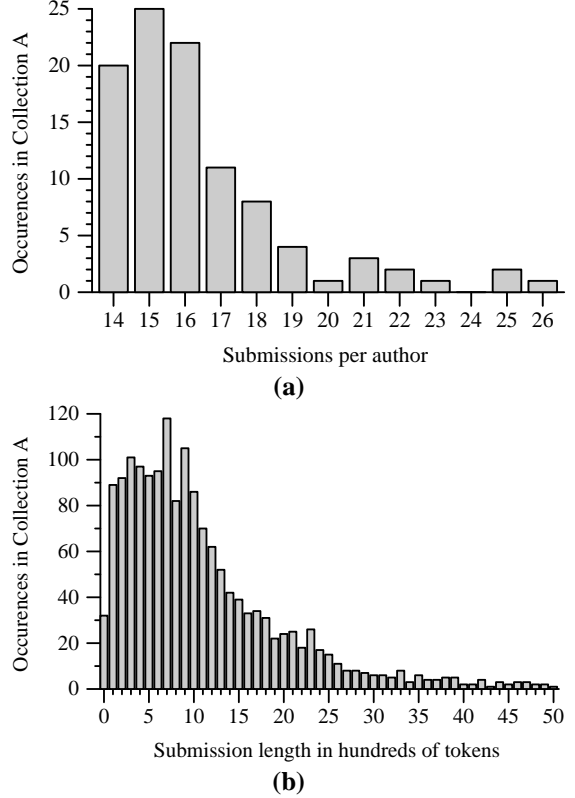 25
20
15
10
5
0
Occurences in Collection A
14 15 16 17 18 19 20 21 22 23 24 25 26
Submissions per author
(a)
120
100
80
60
40
20
0
Occurences in Collection A
0 5 10 15 20 25 30 35 40 45 50
Submission length in hundreds of tokens
(b)